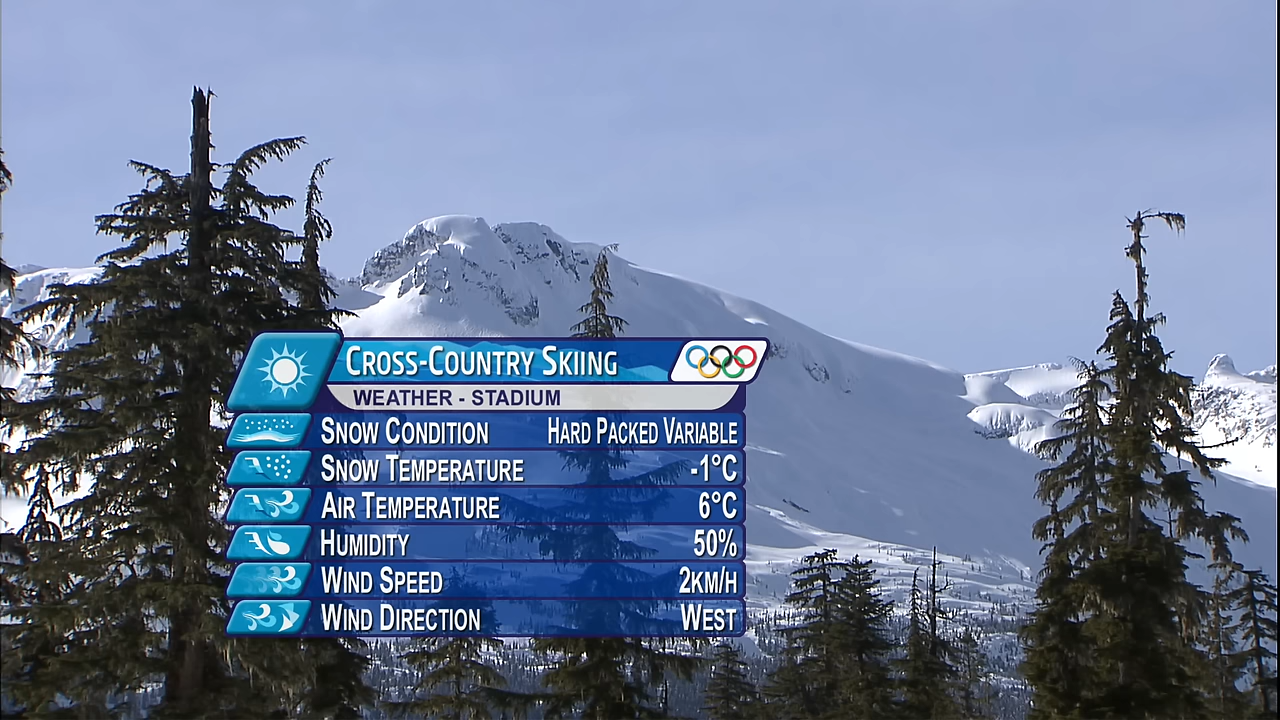 Cross-Country Skiing
WEATHER - STADIUM
Snow Condition Hard Packed Variable
Snow Temperature -1°C
Air Temperature 6°C
Humidity 50%
Wind Speed 2km/h
Wind Direction West